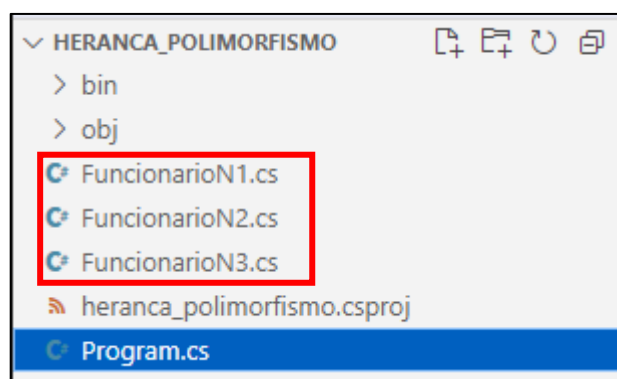 HERANCA_POLIMORFISMO
bin
obj
C# FuncionarioN1.cs
C# FuncionarioN2.cs
C# FuncionarioN3.cs
heranca_polimorfismo.csproj
C# Program.cs